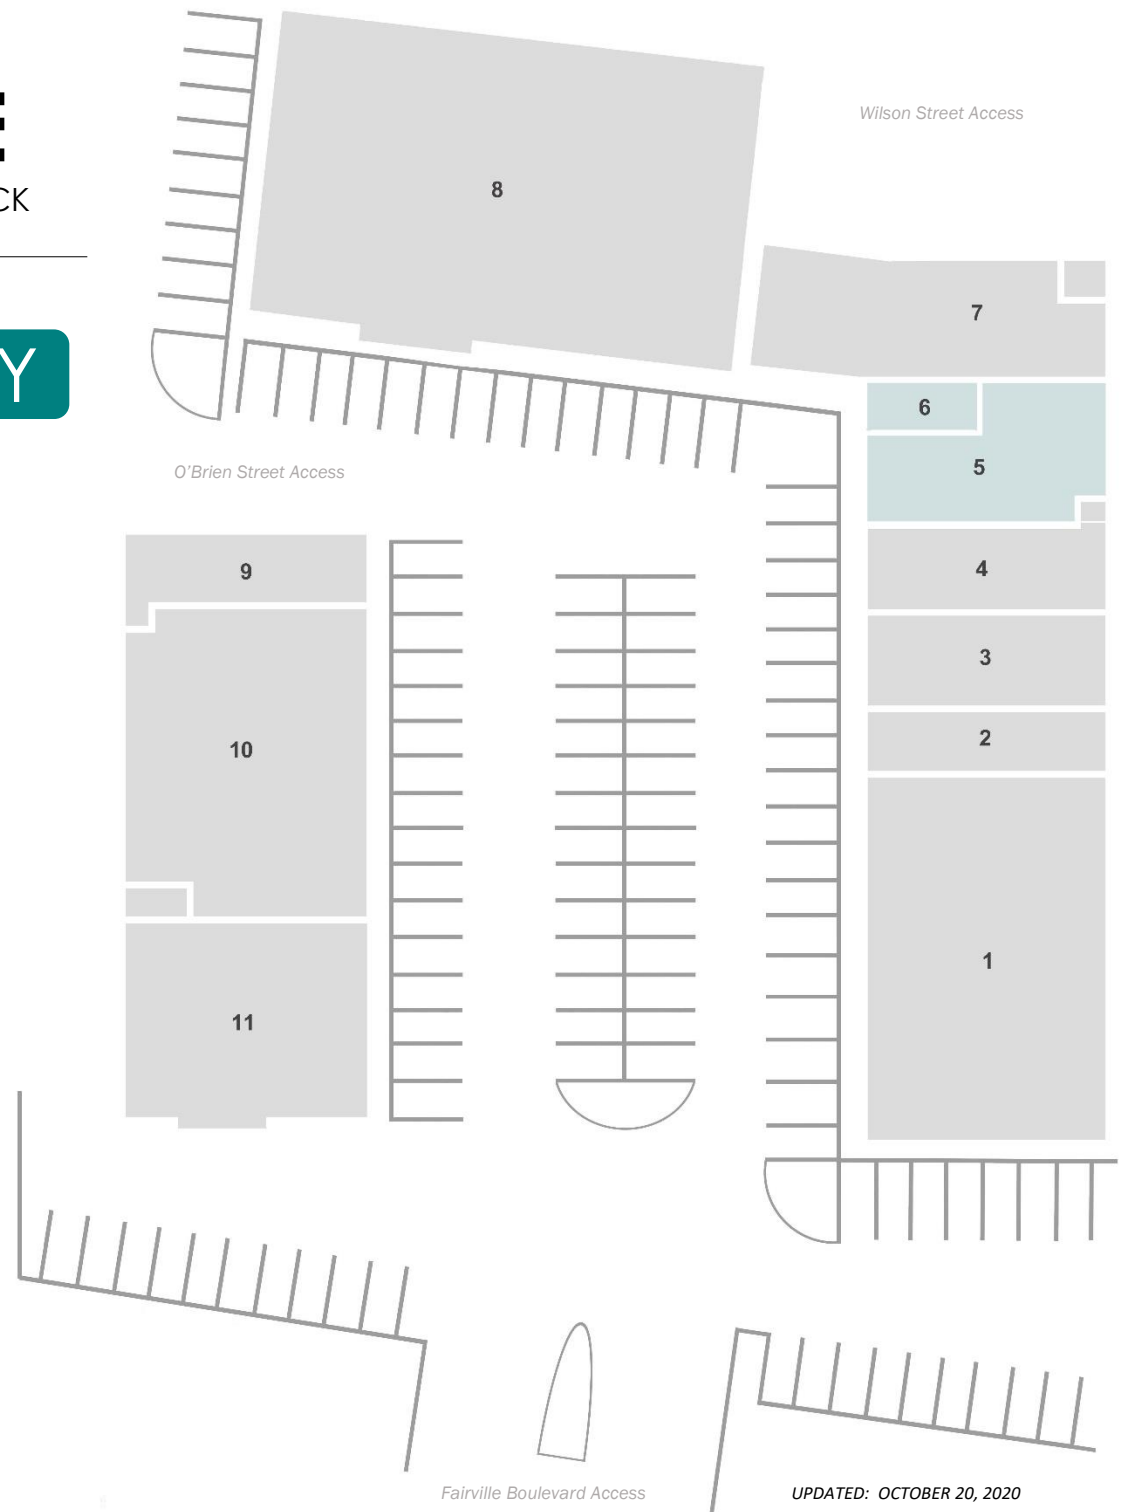 E
CK
Wilson Street Access
8
7
Y
6
O'Brien Street Access
5
9
4
3
2
10
1
11
Fairville Boulevard Access
UPDATED: OCTOBER 20, 2020